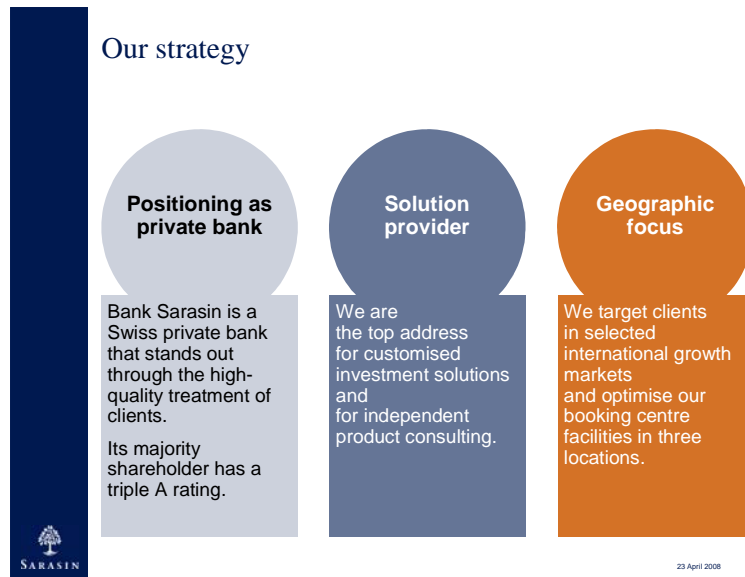 Our strategy
Positioning as
private bank
Solution
provider
Geographic
focus
Bank Sarasin is a
Swiss private bank
that stands out
through the high-
quality treatment of
clients.
Its majority
shareholder has a
triple A rating.
We are
the top address
for customised
investment solutions
and
for independent
product consulting.
We target clients
in selected
international growth
markets
and optimise our
booking centre
facilities in three
locations.
SARASIN
23 April 2008